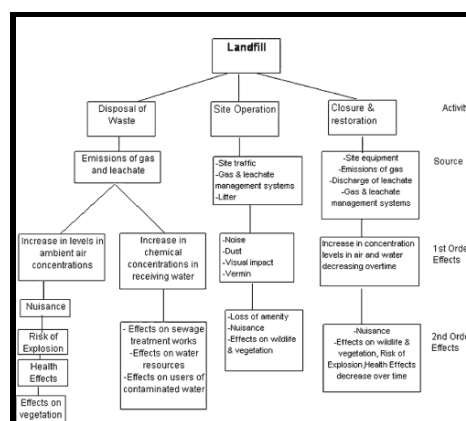 Landfill
Disposal of
Waste
Site Operation
Closure &
restoration
Activit
Emissions of gas
and leachate
-Site traffic
-Gas & leachate
management systems
-Litter
-Site equipment
-Emissions of gas
-Discharge of leachate
-Gas & leachate
management systems
Source
Increase in levels in
ambient air
concentrations
Increase in
chemical
concentrations in
receiving water
-Noise
-Dust
-Visual impact
-Vermin
Increase in concentration
levels in air and water
decreasing overtime
1st Orde
Effects
Nuisance
Risk of
Explosion
Health
Effects
Effects on
vegetation
- Effects on sewage
treatment works
- Effects on water
resources
-Effects on users of
contaminated water
-Loss of amenity
-Nuisance
-Effects on wildlife
& vegetation
-Nuisance
-Effects on wildlife &
vegetation, Risk of
Explosion,Health Effects
decrease over time
2nd Orde
Effects